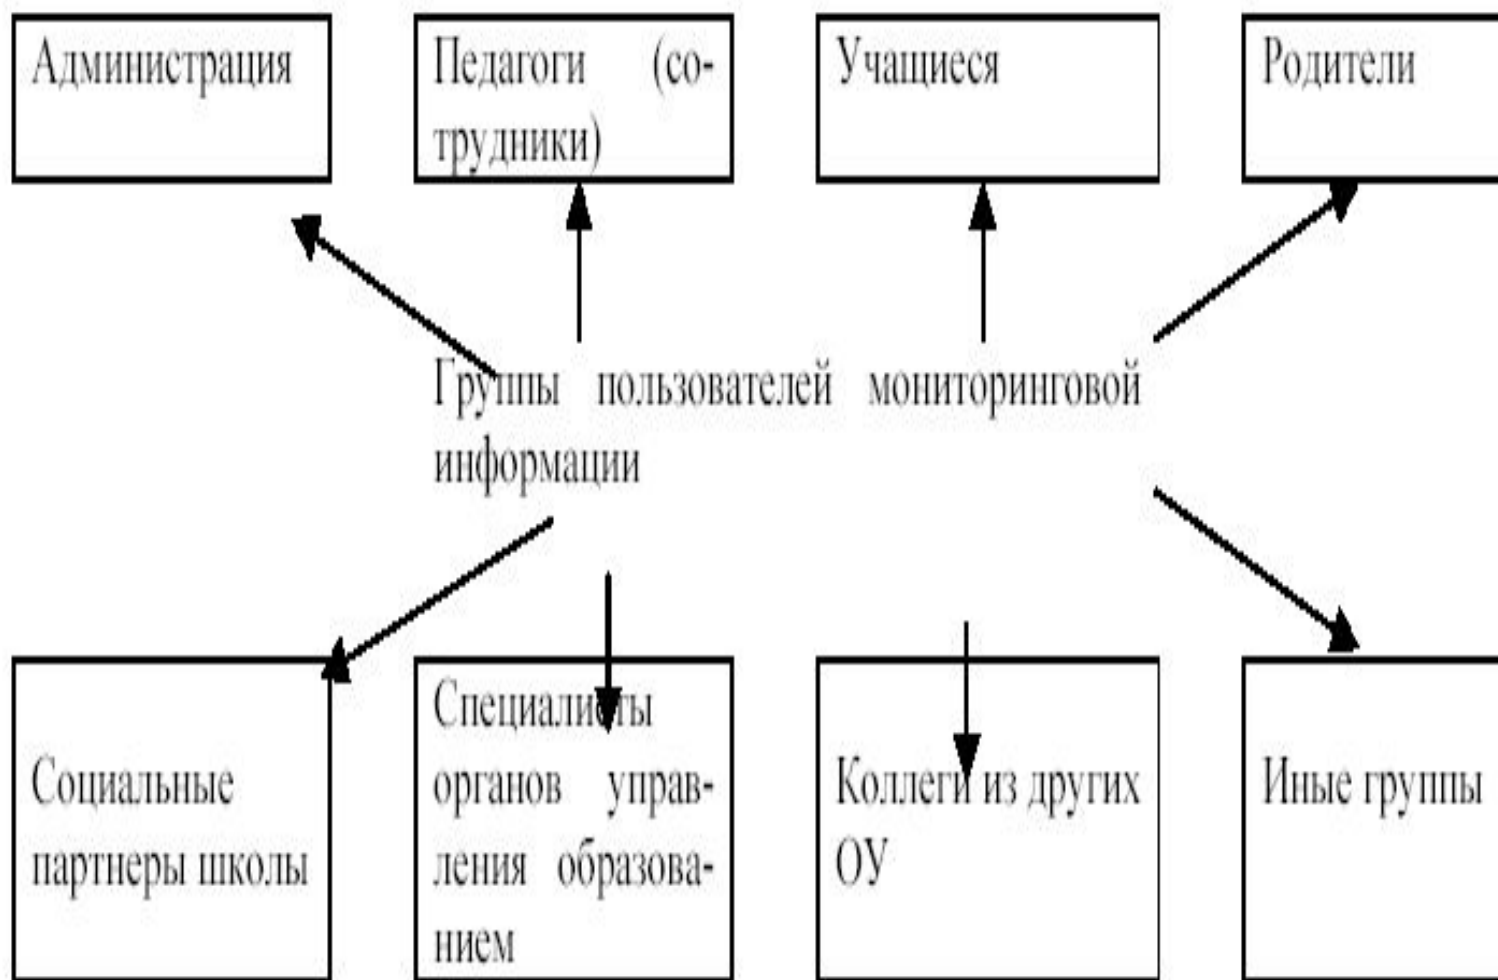 Администрация
Педагоги (со-
трудники)
Учащиеся
Родители
Группы пользователей мониторинговой
информации
Социальные
партнеры школы
Специалисты
органов управ-
ления образова-
нием
Коллеги из других
ОУ
Иные группы